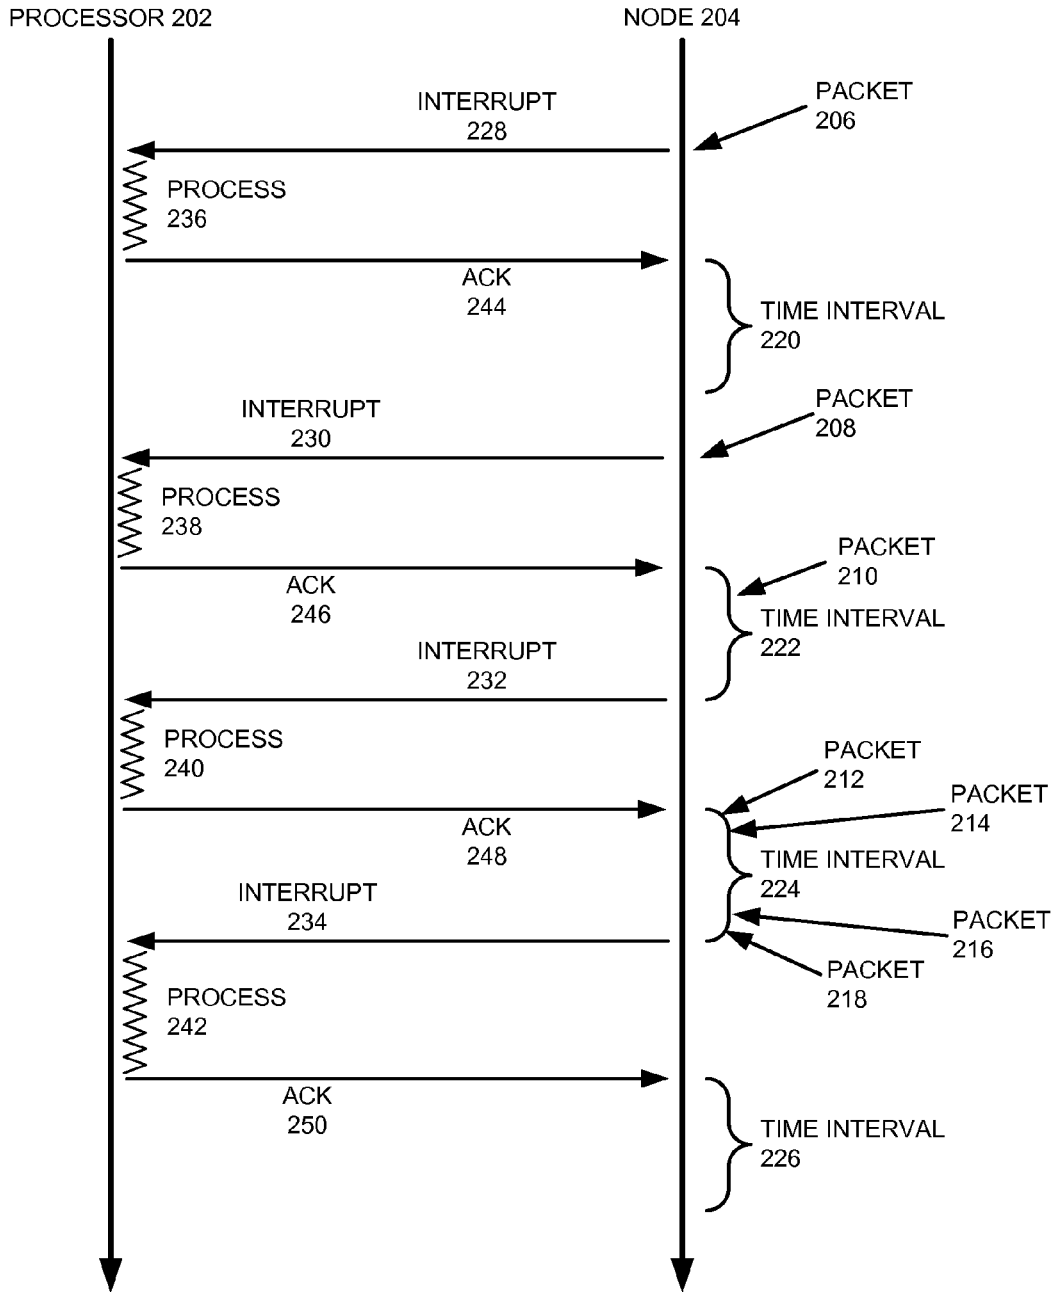 PROCESSOR 202
NODE 204
PACKET
206
INTERRUPT
228
PROCESS
236
ACK
244
TIME INTERVAL
220
PACKET
208
INTERRUPT
230
PROCESS
238
PACKET
210
ACK
246
TIME INTERVAL
222
INTERRUPT
232
PROCESS
240
PACKET
212
PACKET
214
ACK
248
TIME INTERVAL
224
INTERRUPT
234
PACKET
216
PACKET
218
PROCESS
242
ACK
250
TIME INTERVAL
226